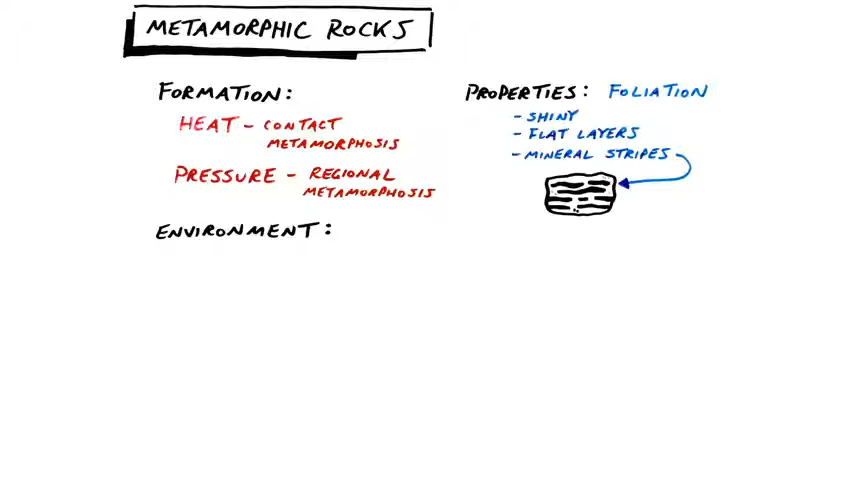 METAMORPHIC ROCKS
FORMATION:
HEAT - CONTACT
METAMORPHOSIS
PRESSURE - REGIONAL
METAMORPHOSIS
ENVIRONMENT:
PROPERTIES: FOLIATION
- SHINY
- FLAT LAYERS
- MINERAL STRIPES